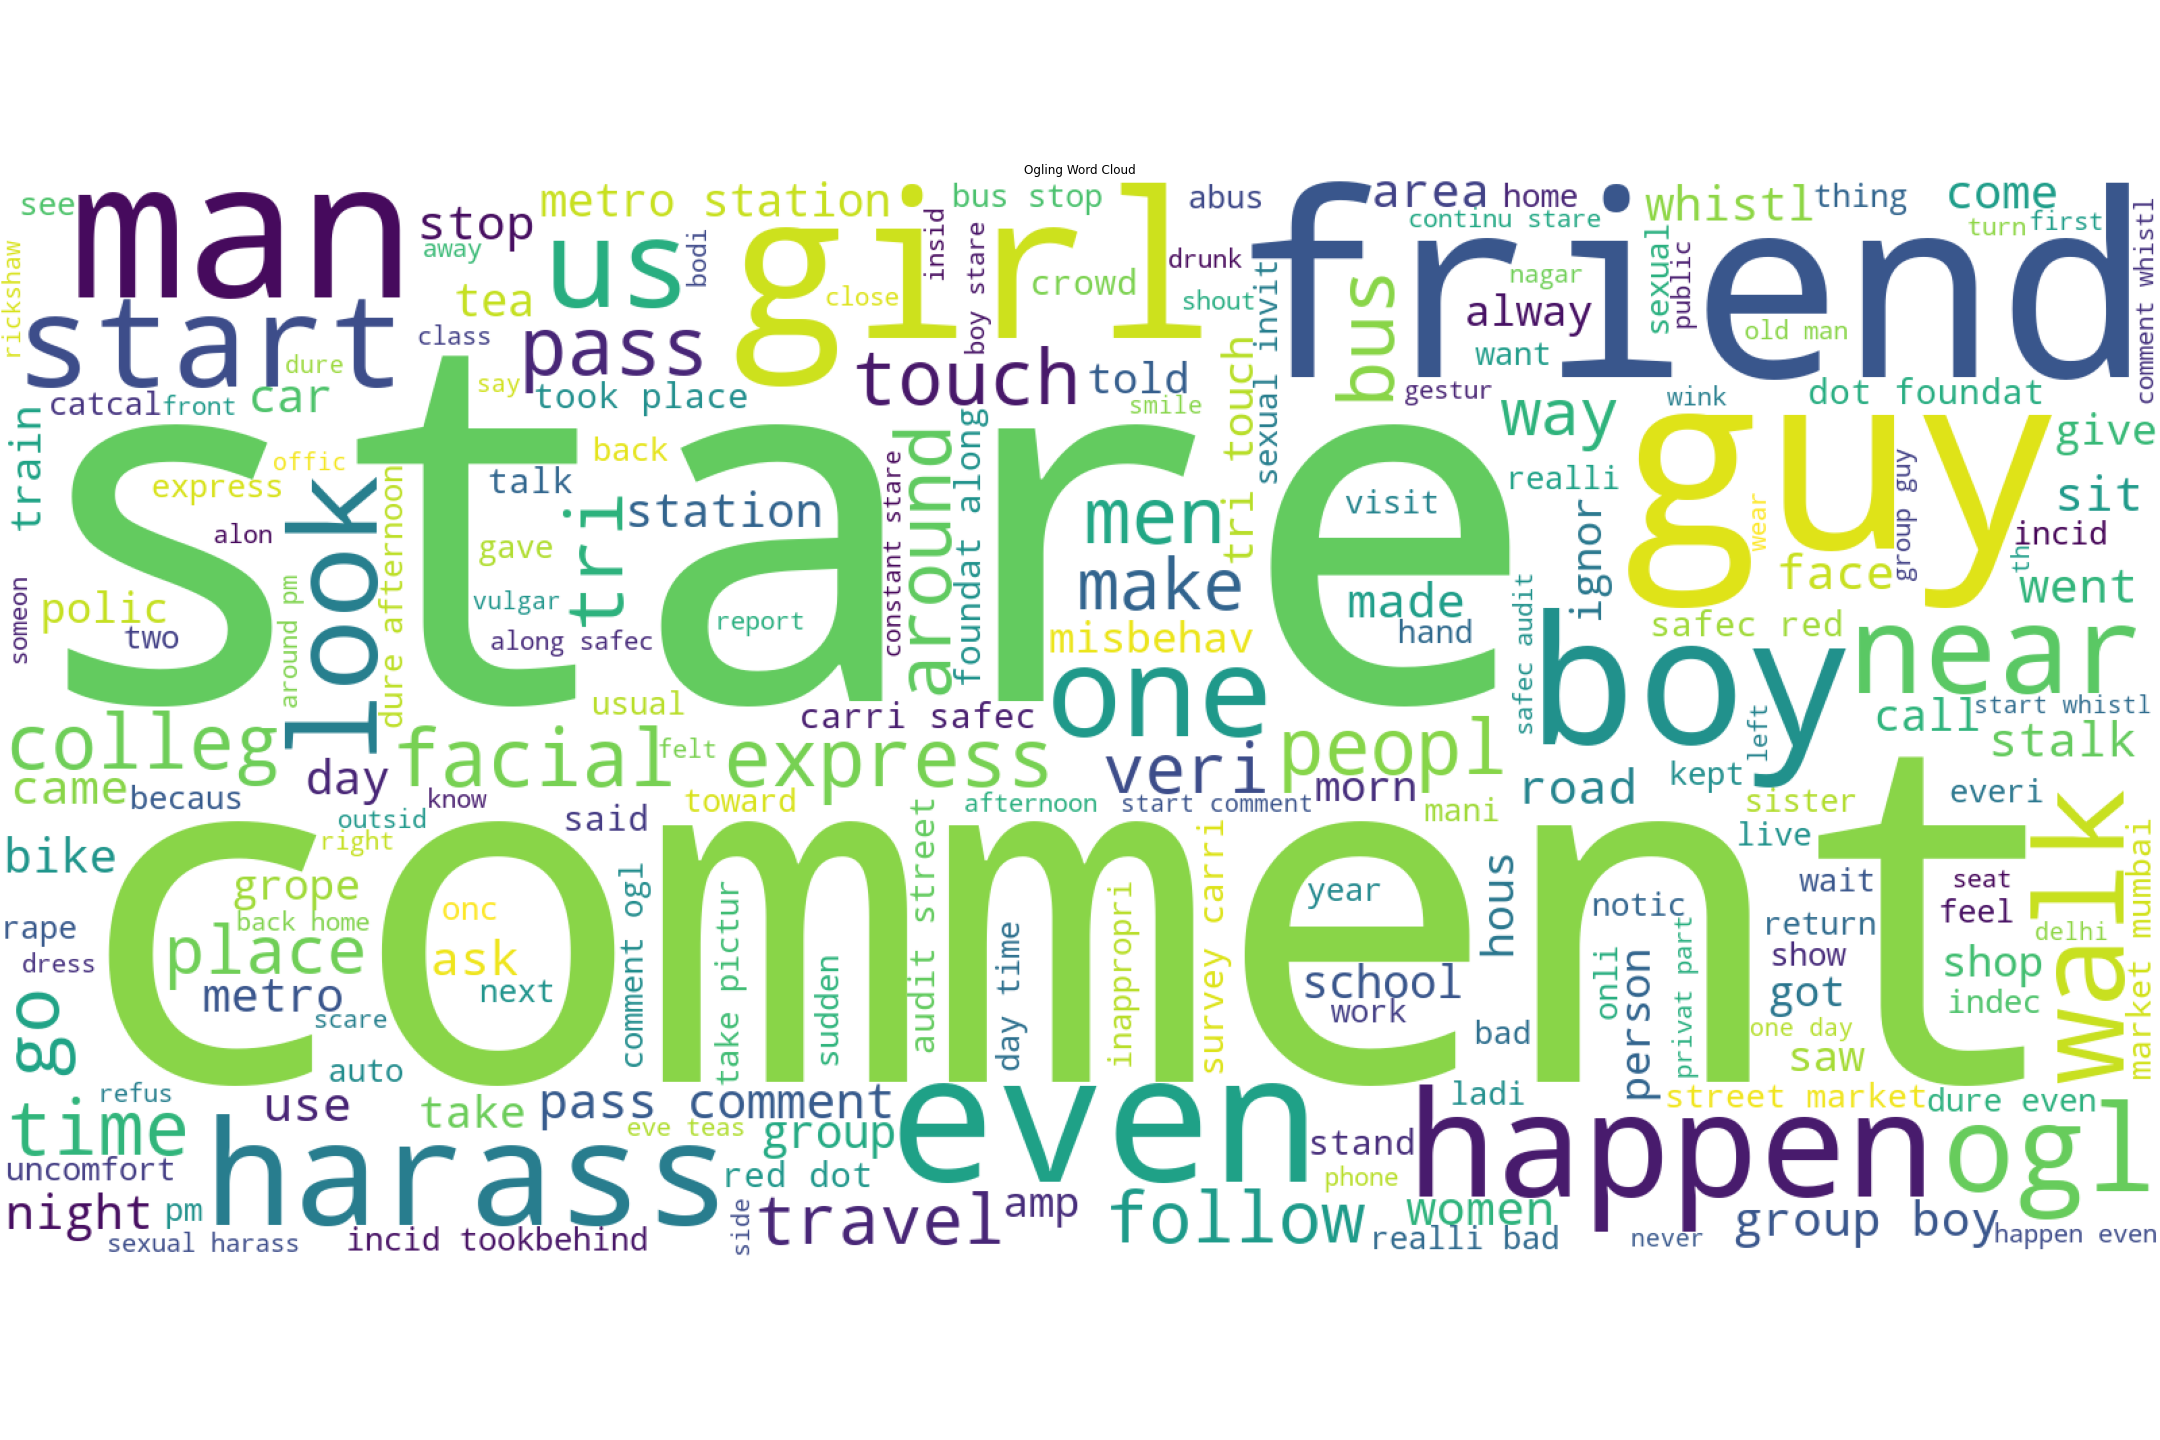 Ogling Word Cloud
see
man
stop
metro station
girl
bus stop
abus
friend
area
home
whistl
thing
come
away
us
bodi
insid
boy stare
crowd
drunk
continu stare
sexual
public
turn
first
comment whistl
rickshaw
start
tea
close
shout
sexual invit
bus
alway
nagar
old man
class
pass
touch
told
tri touch
want
dure
say
smile
gestur
wink
dot foundat
catcal
front
car
took place
way
guy
give
train
offic
back
around
foundat along
stare
express
look
dure afternoon
talk
tri
station
constant stare
men
visit
realli
ignor
wear
group guy
sit
alon
gave
make
made
face
th
incid
went
someon
polic
two
around pm
vulgar
along safec
report
misbehav
hand
safec audit
safec red
boy
near
one
usual
carri safec
colleg
facial
felt
express
veri
peopl
call
start whistl
stalk
left
came
becaus
day
know
toward
afternoon
start comment
morn
mani
road
kept
sister
everi
walk
market mumbai
bike
outsid
right
said
audit street
survey carri
live
comment
grope
back home
onc
comment ogl
take pictur
inappropri
year
hous
notic
wait
return
seat
feel
rape
dress
place
ask
sudden
day time
school
work
onli
person
privat part
show
delhi
shop
indec
go
metro
scare
next
bad
got
one day
saw
auto
refus
time
use
take
pass comment
even
ladi
street market
dure even
uncomfort
harass
eve teas
group
red dot
stand
phone
happen
ogl
night
pm
sexual harass
incid tookbehind
side
travel
amp
follow
women
realli bad
never
group boy
happen even